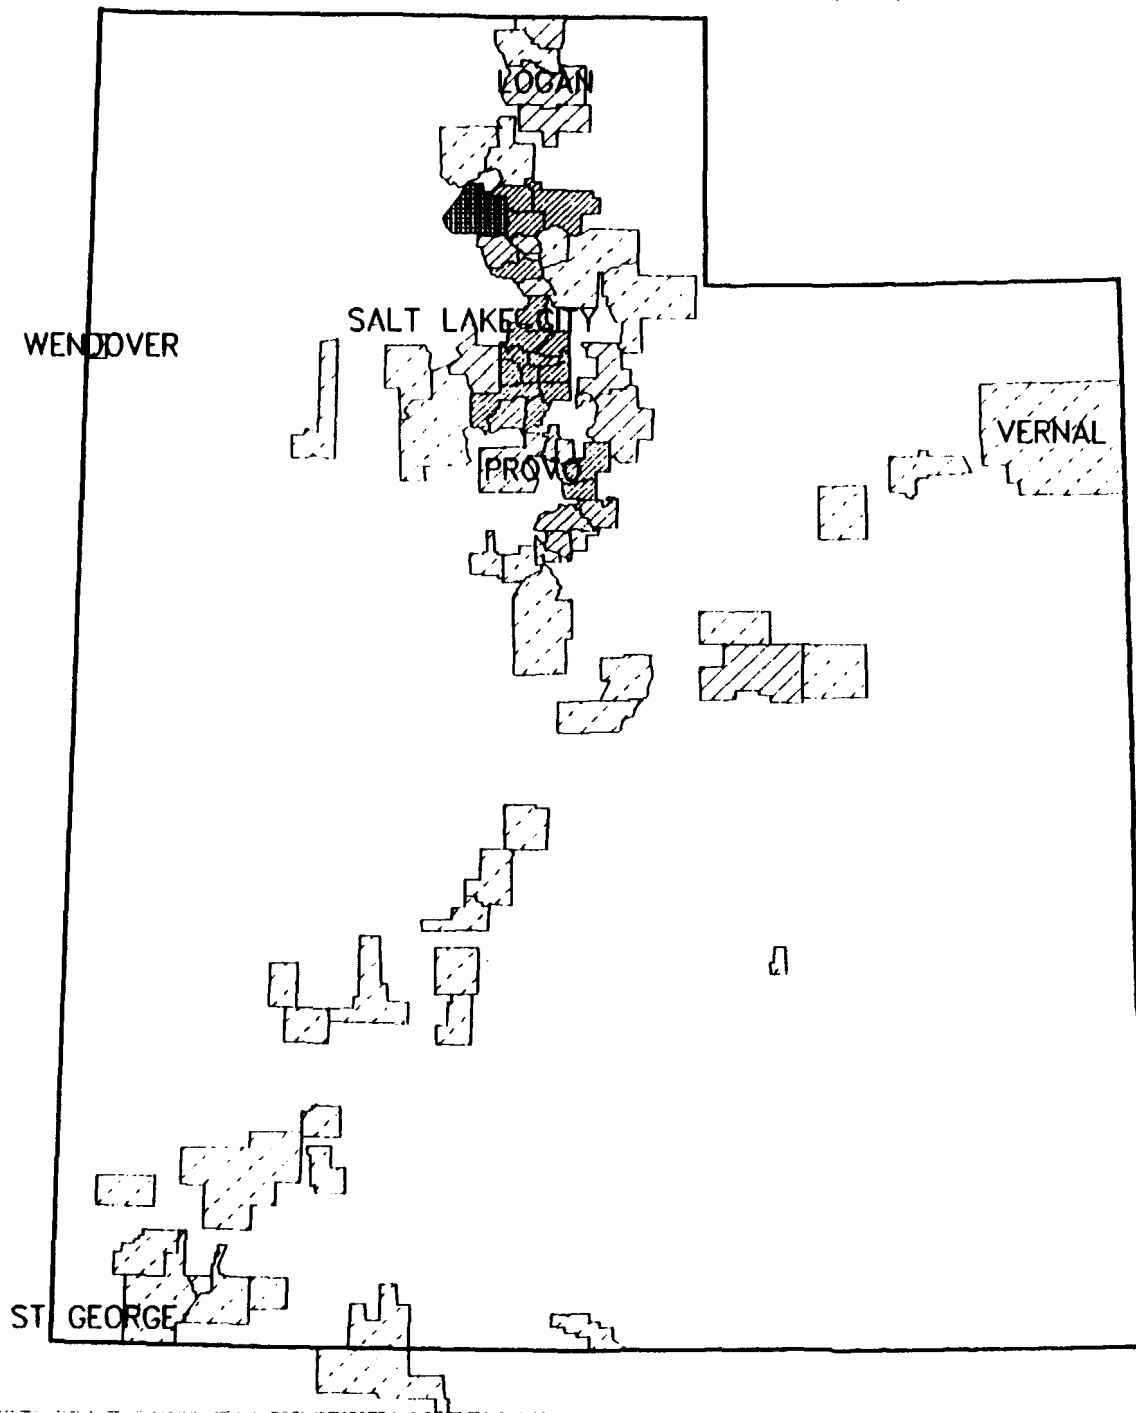 LOGAN
SALT LAKE CITY
WENDOVER
VERNAL
PROVO
ST GEORGE